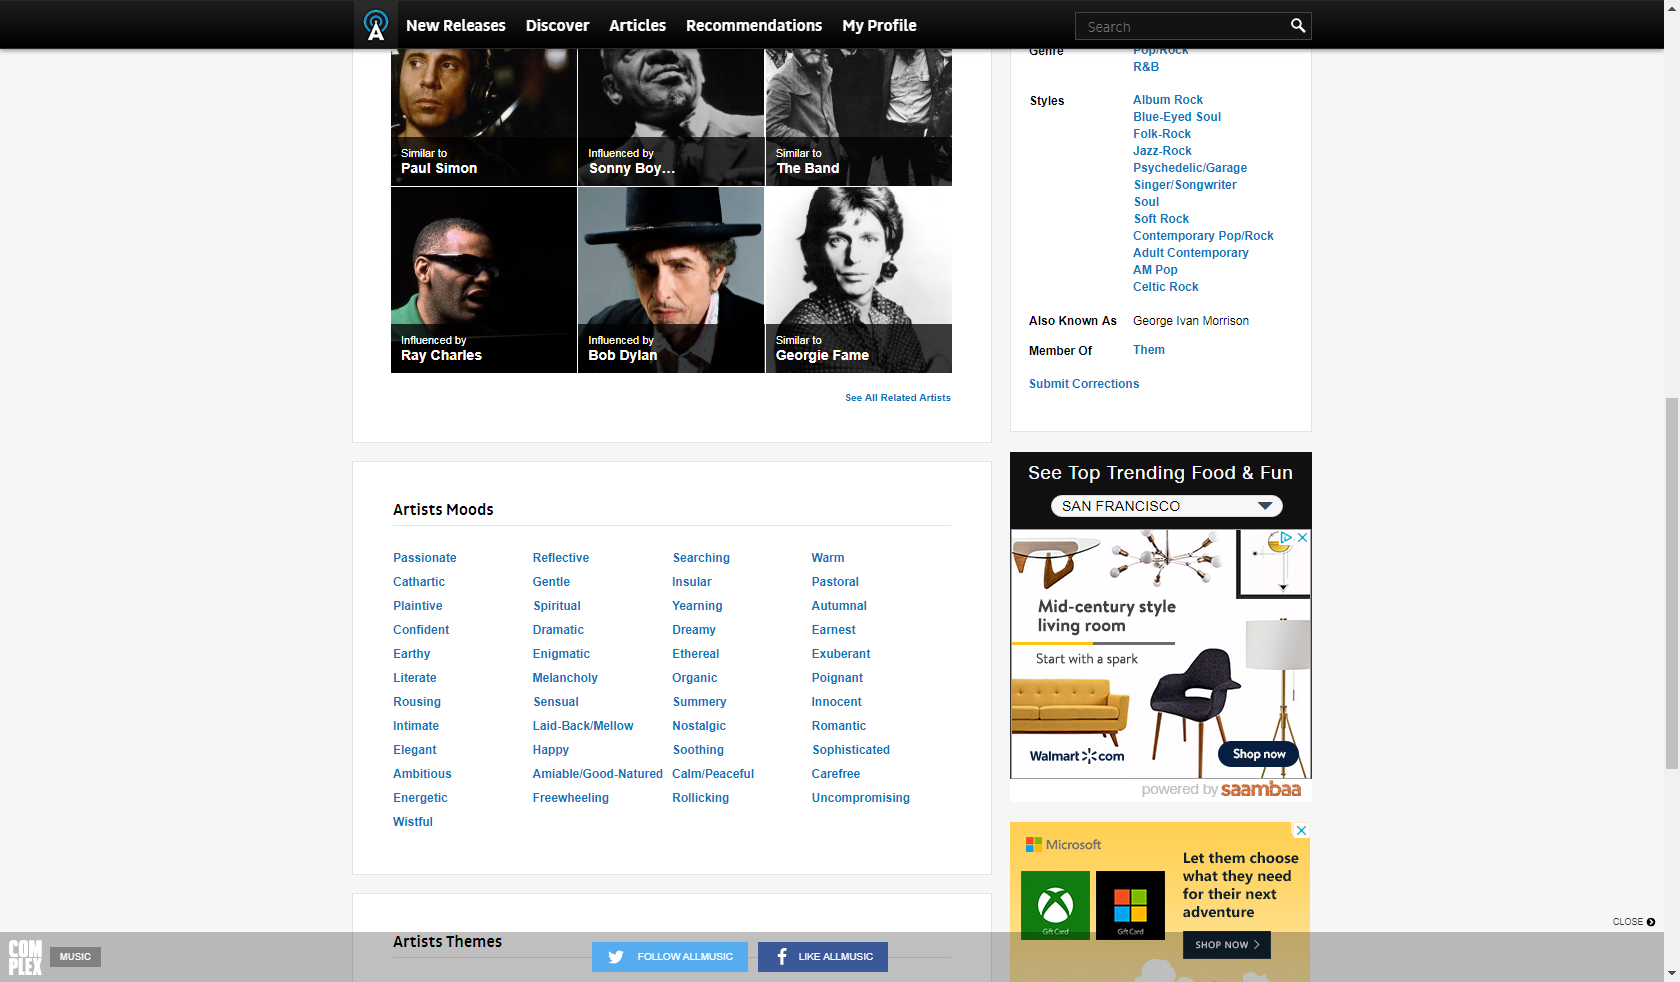 New Releases
Discover
Articles
Recommendations
My Profile
Search
Similar to
Paul Simon
Influenced by
Sonny Boy...
Similar to
The Band
Influenced by
Ray Charles
Influenced by
Bob Dylan
Similar to
Georgie Fame
See All Related Artists
Genre
Pop/Rock
R&B
Styles
Album Rock
Blue-Eyed Soul
Folk-Rock
Jazz-Rock
Psychedelic/Garage
Singer/Songwriter
Soul
Soft Rock
Contemporary Pop/Rock
Adult Contemporary
AM Pop
Celtic Rock
Also Known As
George Ivan Morrison
Member Of
Them
Submit Corrections
Artists Moods
Passionate
Reflective
Searching
Warm
Cathartic
Gentle
Insular
Pastoral
Plaintive
Spiritual
Yearning
Autumnal
Confident
Dramatic
Dreamy
Earnest
Earthy
Enigmatic
Ethereal
Exuberant
Literate
Melancholy
Organic
Poignant
Rousing
Sensual
Summery
Innocent
Intimate
Laid-Back/Mellow
Nostalgic
Romantic
Elegant
Happy
Soothing
Sophisticated
Ambitious
Amiable/Good-Natured
Calm/Peaceful
Carefree
Energetic
Freewheeling
Rollicking
Uncompromising
Wistful
Artists Themes
See Top Trending Food & Fun
SAN FRANCISCO
Mid-century style
living room
Start with a spark
Walmart com
Shop now
powered by saambaa
Microsoft
Let them choose
what they need
for their next
adventure
Gift Card
Gift Card
SHOP NOW
CLOSE
COM
PLEX
MUSIC
FOLLOW ALLMUSIC
LIKE ALLMUSIC